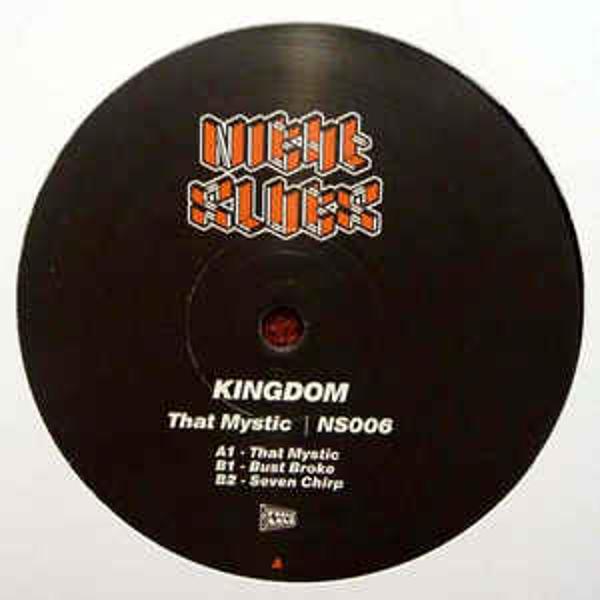 Night
Slugs
KINGDOM
That Mystic | NS006
A1 - That Mystic
B1 - Bust Broke
B2 - Seven Chirp
A